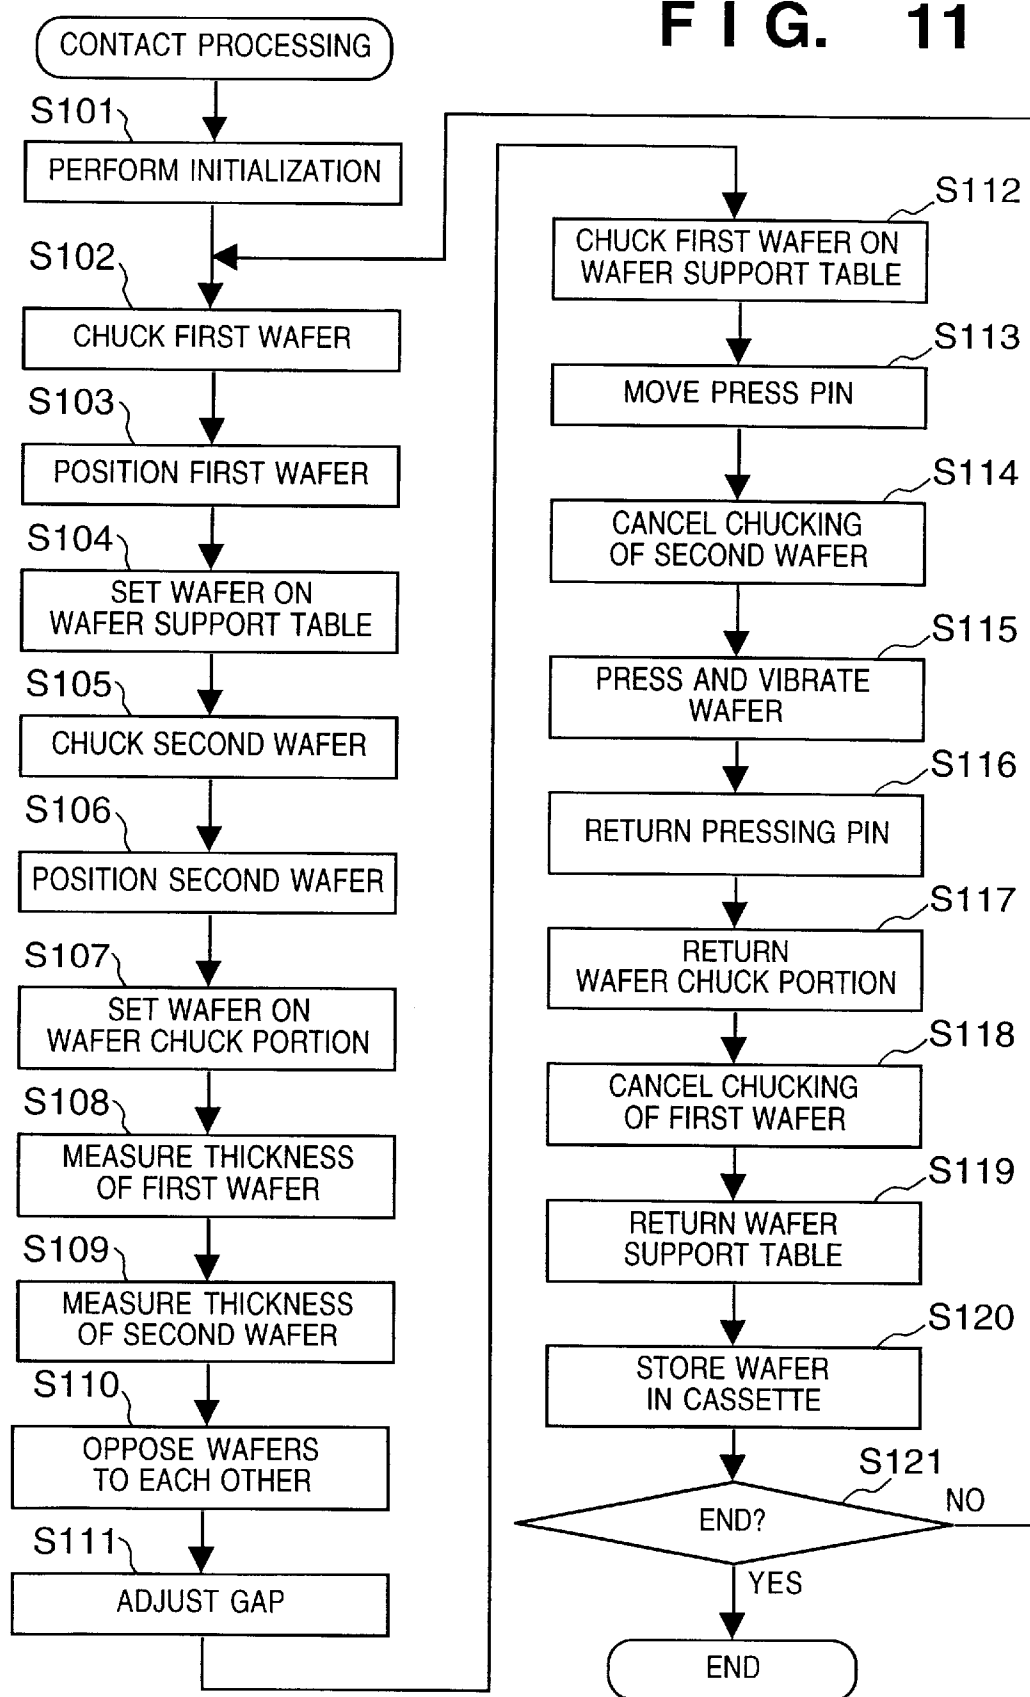 FIG. 11
CONTACT PROCESSING
S101
PERFORM INITIALIZATION
S102
CHUCK FIRST WAFER
S103
POSITION FIRST WAFER
S104
SET WAFER ON
WAFER SUPPORT TABLE
S105
CHUCK SECOND WAFER
S106
POSITION SECOND WAFER
S107
SET WAFER ON
WAFER CHUCK PORTION
S108
MEASURE THICKNESS
OF FIRST WAFER
S109
MEASURE THICKNESS
OF SECOND WAFER
S110
OPPOSE WAFERS
TO EACH OTHER
S111
ADJUST GAP
S112
CHUCK FIRST WAFER ON
WAFER SUPPORT TABLE
S113
MOVE PRESS PIN
S114
CANCEL CHUCKING
OF SECOND WAFER
S115
PRESS AND VIBRATE
WAFER
S116
RETURN PRESSING PIN
S117
RETURN
WAFER CHUCK PORTION
S118
CANCEL CHUCKING
OF FIRST WAFER
S119
RETURN WAFER
SUPPORT TABLE
S120
STORE WAFER
IN CASSETTE
S121
END?
NO
YES
END